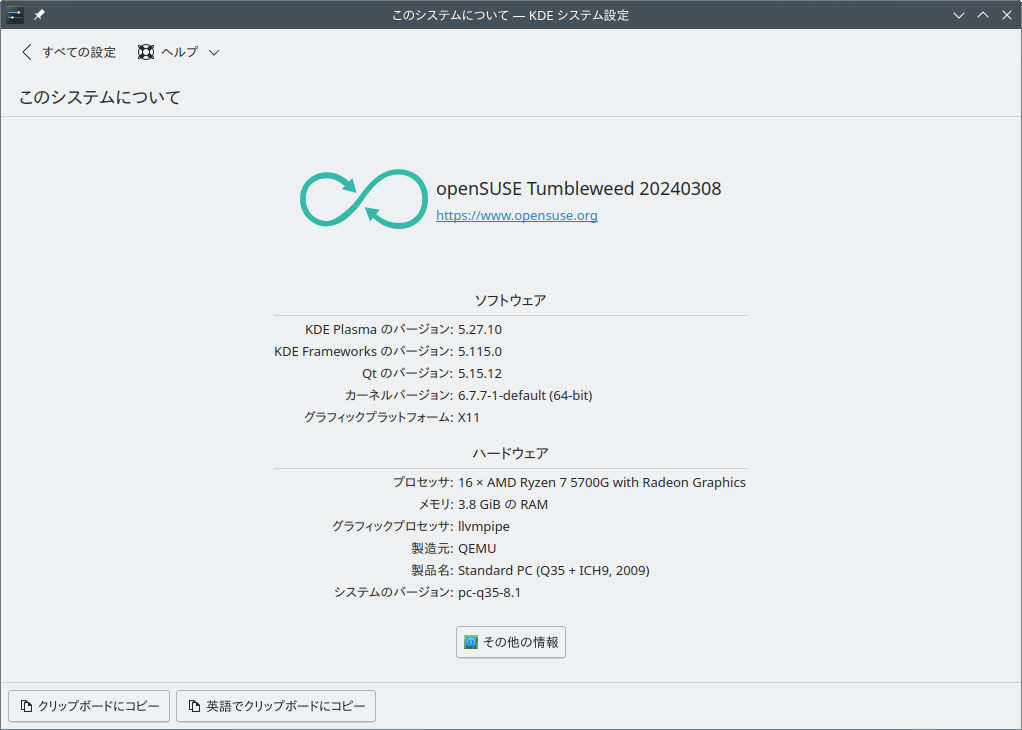 このシステムについて — KDE システム設定
すべての設定 ヘルプ
このシステムについて
openSUSE Tumbleweed 20240308
https://www.opensuse.org
ソフトウェア
KDE Plasma のバージョン: 5.27.10
KDE Frameworks のバージョン: 5.115.0
Qt のバージョン: 5.15.12
カーネルバージョン: 6.7.7-1-default (64-bit)
グラフィックプラットフォーム: X11
ハードウェア
プロセッサ: 16 × AMD Ryzen 7 5700G with Radeon Graphics
メモリ: 3.8 GiB の RAM
グラフィックプロセッサ: llvmpipe
製造元: QEMU
製品名: Standard PC (Q35 + ICH9, 2009)
システムのバージョン: pc-q35-8.1
その他の情報
クリップボードにコピー 英語でクリップボードにコピー